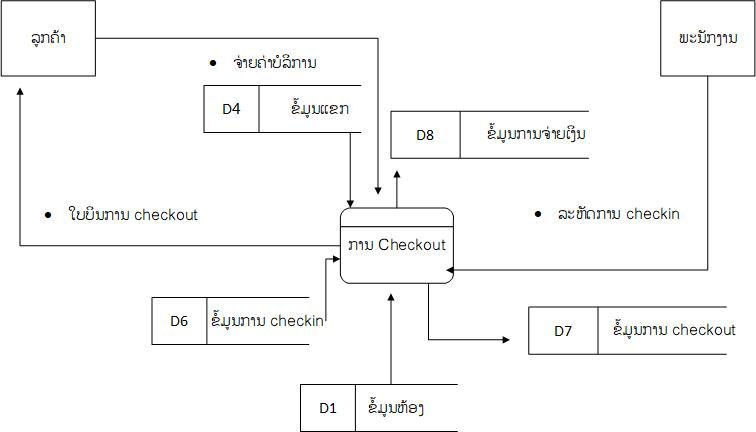 ລູກຄ້າ
ພະນັກງານ
• ຈ່າຍຄ່າບໍລິການ
D4 ຂໍ້ມູນແຂກ
D8 ຂໍ້ມູນການຈ່າຍເງິນ
• ໃບບິນການ checkout
• ລະຫັດການ checkin
ການ Checkout
D6 ຂໍ້ມູນການ checkin
D7 ຂໍ້ມູນການ checkout
D1 ຂໍ້ມູນຫ້ອງ